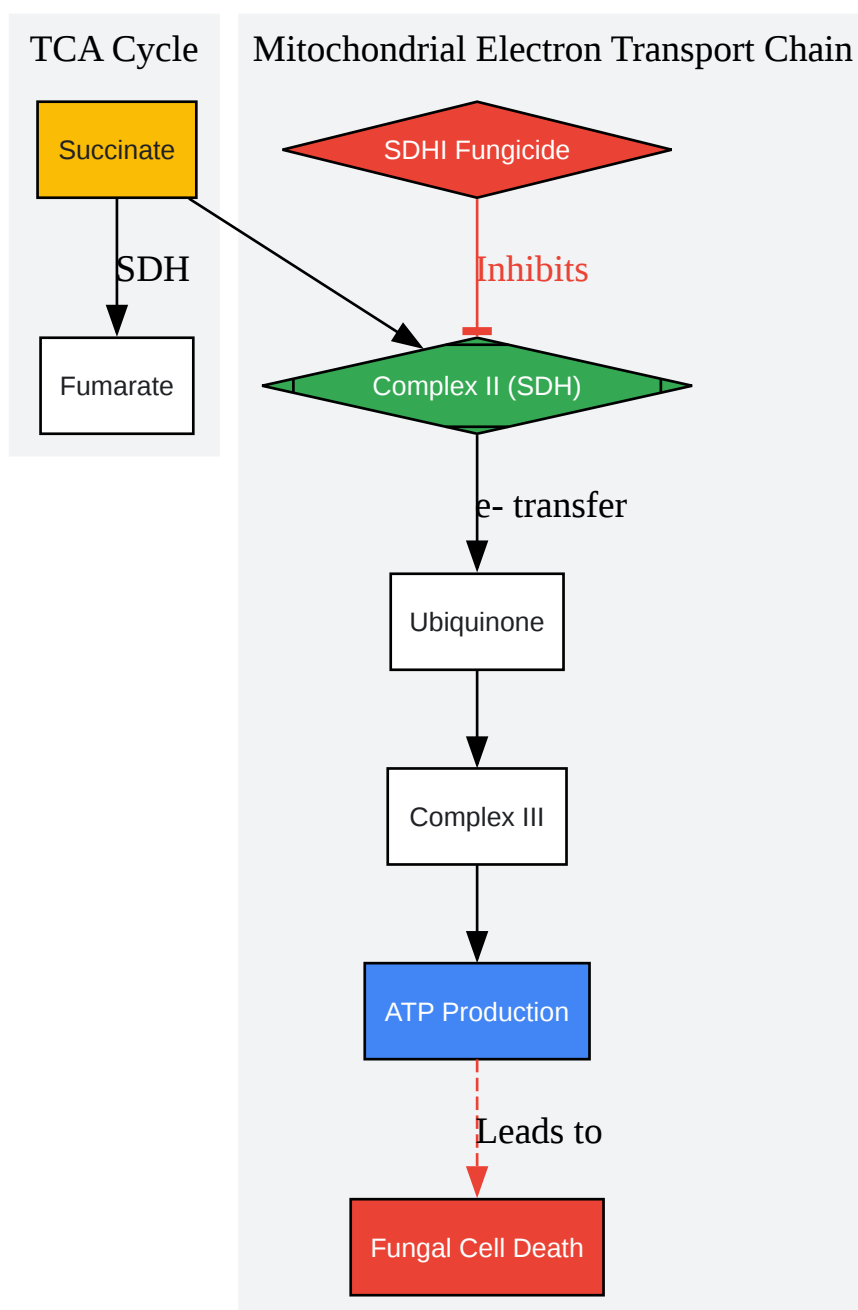 TCA Cycle
Mitochondrial Electron Transport Chain
Succinate
SDHI Fungicide
SDH
Inhibits
Fumarate
Complex II (SDH)
e- transfer
Ubiquinone
Complex III
ATP Production
Leads to
Fungal Cell Death